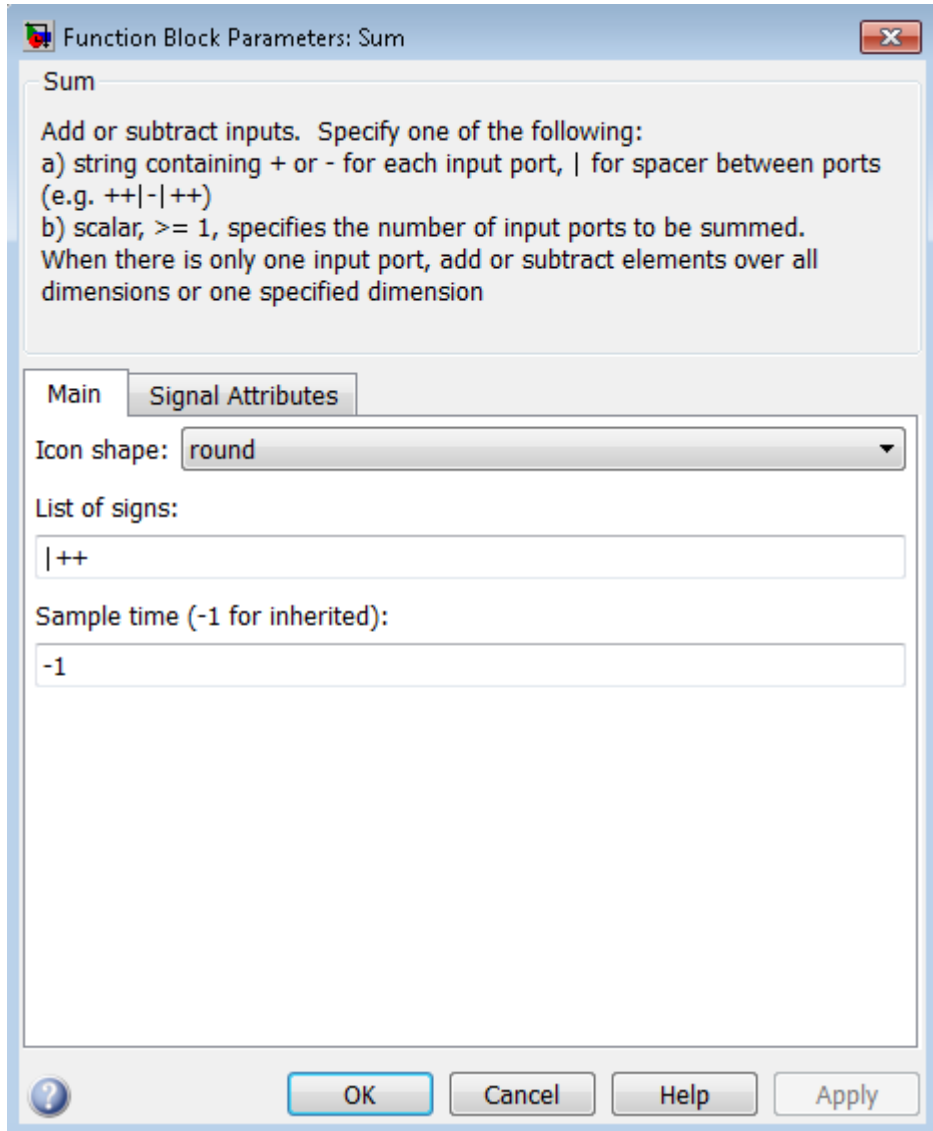 Function Block Parameters: Sum
Sum
Add or subtract inputs.  Specify one of the following:
a) string containing + or - for each input port, | for spacer between ports
(e.g. ++|-|++)
b) scalar, >= 1, specifies the number of input ports to be summed.
When there is only one input port, add or subtract elements over all
dimensions or one specified dimension
Main Signal Attributes
Icon shape: round
List of signs:
|++
Sample time (-1 for inherited):
-1
? OK Cancel Help Apply